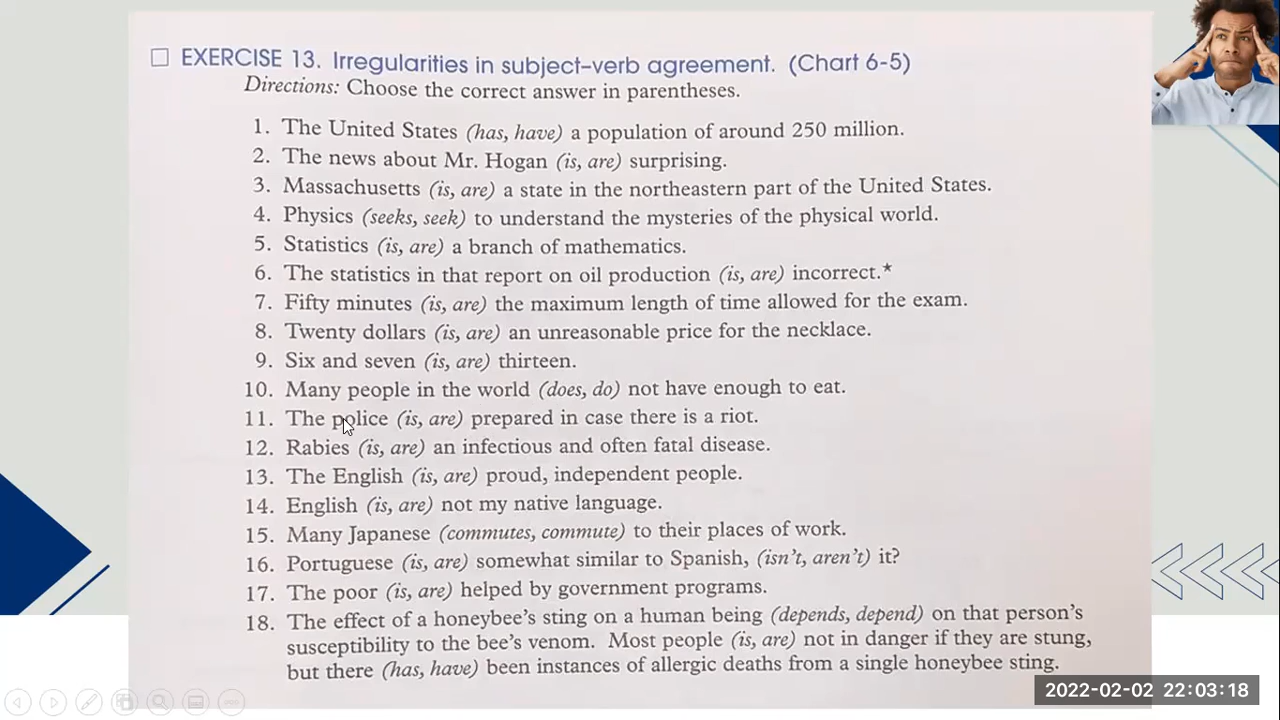 □ EXERCISE 13. Irregularities in subject–verb agreement. (Chart 6-5)
Directions: Choose the correct answer in parentheses.
1. The United States (has, have) a population of around 250 million.
2. The news about Mr. Hogan (is, are) surprising.
3. Massachusetts (is, are) a state in the northeastern part of the United States.
4. Physics (seeks, seek) to understand the mysteries of the physical world.
5. Statistics (is, are) a branch of mathematics.
6. The statistics in that report on oil production (is, are) incorrect.*
7. Fifty minutes (is, are) the maximum length of time allowed for the exam.
8. Twenty dollars (is, are) an unreasonable price for the necklace.
9. Six and seven (is, are) thirteen.
10. Many people in the world (does, do) not have enough to eat.
11. The police (is, are) prepared in case there is a riot.
12. Rabies (is, are) an infectious and often fatal disease.
13. The English (is, are) proud, independent people.
14. English (is, are) not my native language.
15. Many Japanese (commutes, commute) to their places of work.
16. Portuguese (is, are) somewhat similar to Spanish, (isn't, aren't) it?
17. The poor (is, are) helped by government programs.
18. The effect of a honeybee's sting on a human being (depends, depend) on that person's
susceptibility to the bee's venom. Most people (is, are) not in danger if they are stung,
but there (has, have) been instances of allergic deaths from a single honeybee sting.
2022-02-02 22:03:18